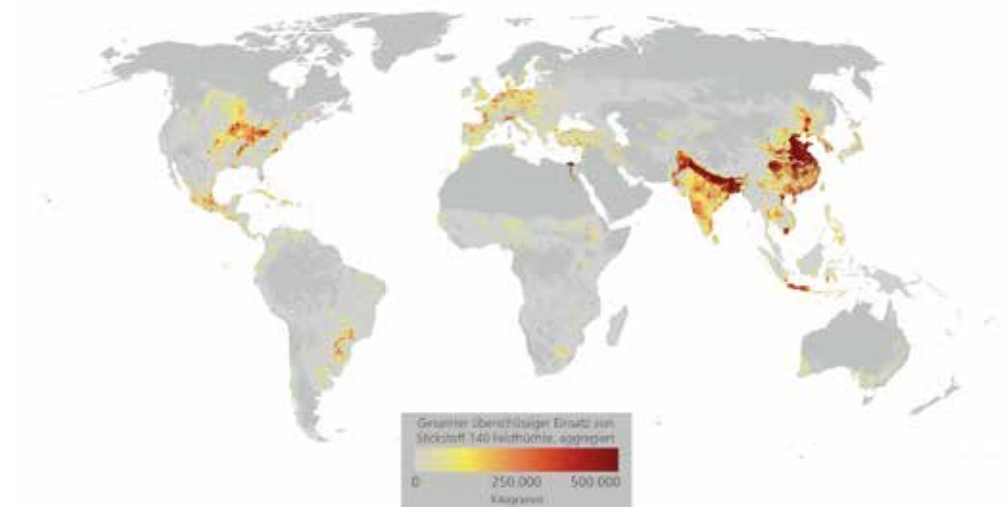 Gesamter überschüssiger Einsatz von
Stickstoff 140 Feldfrüchte, aggregiert
0 250.000 500.000
Kilogramm